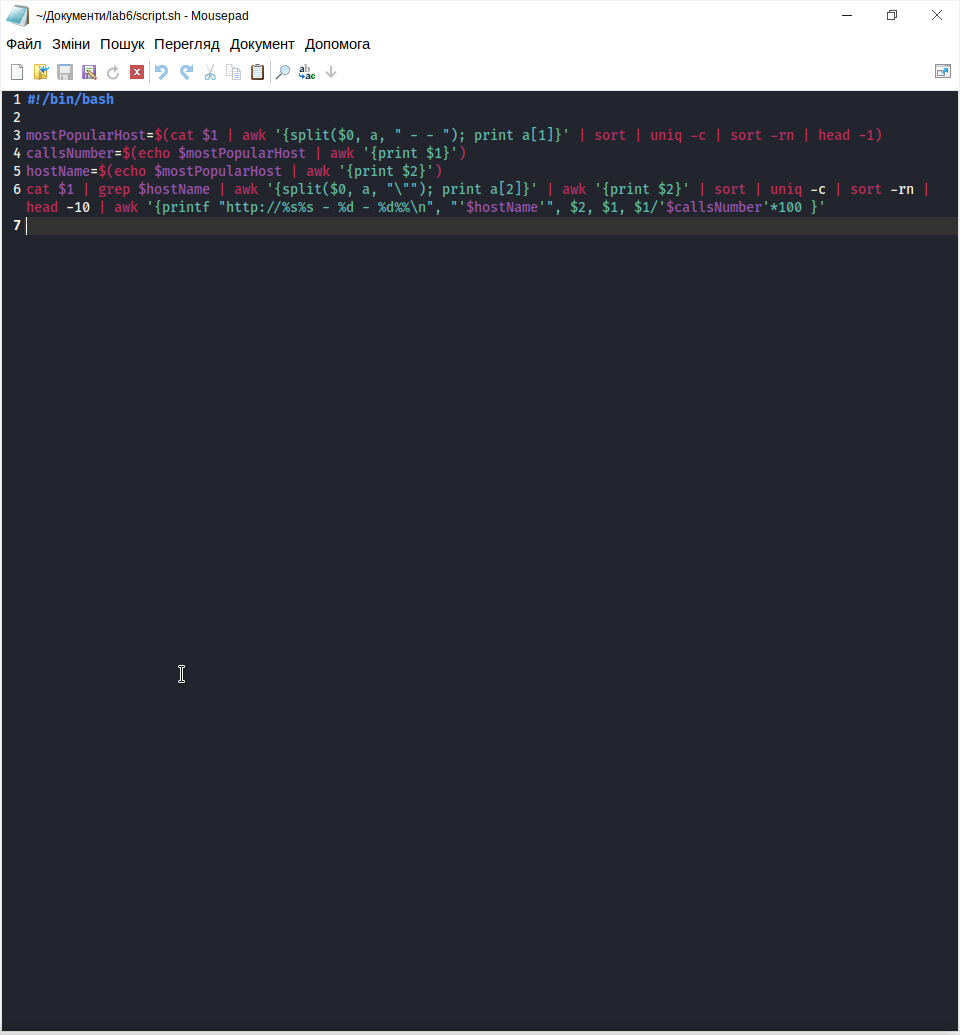 ~/Документи/lab6/script.sh - Mousepad
Файл Зміни Пошук Перегляд Документ Допомога
ab
ac
1 #!/bin/bash
2
3 mostPopularHost=$(cat $1 | awk '{split($0, a, " - - "); print a[1]}' | sort | uniq -c | sort -rn | head -1)
4 callsNumber=$(echo $mostPopularHost | awk '{print $1}')
5 hostName=$(echo $mostPopularHost | awk '{print $2}')
6 cat $1 | grep $hostName | awk '{split($0, a, "\""); print a[2]}' | awk '{print $2}' | sort | uniq -c | sort -rn |
head -10 | awk '{printf "http://%s%s - %d - %d%%\n", "'$hostName'", $2, $1, $1/'$callsNumber'*100 }'
7